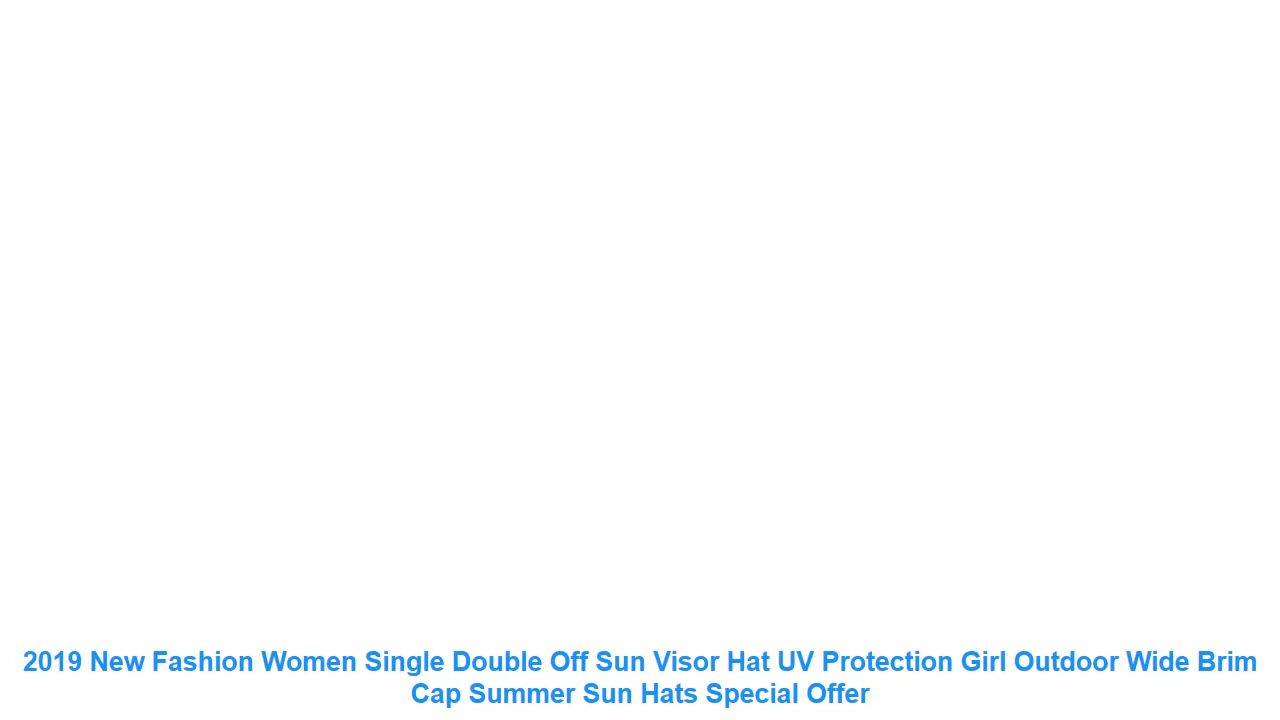 2019 New Fashion Women Single Double Off Sun Visor Hat UV Protection Girl Outdoor Wide Brim
Cap Summer Sun Hats Special Offer